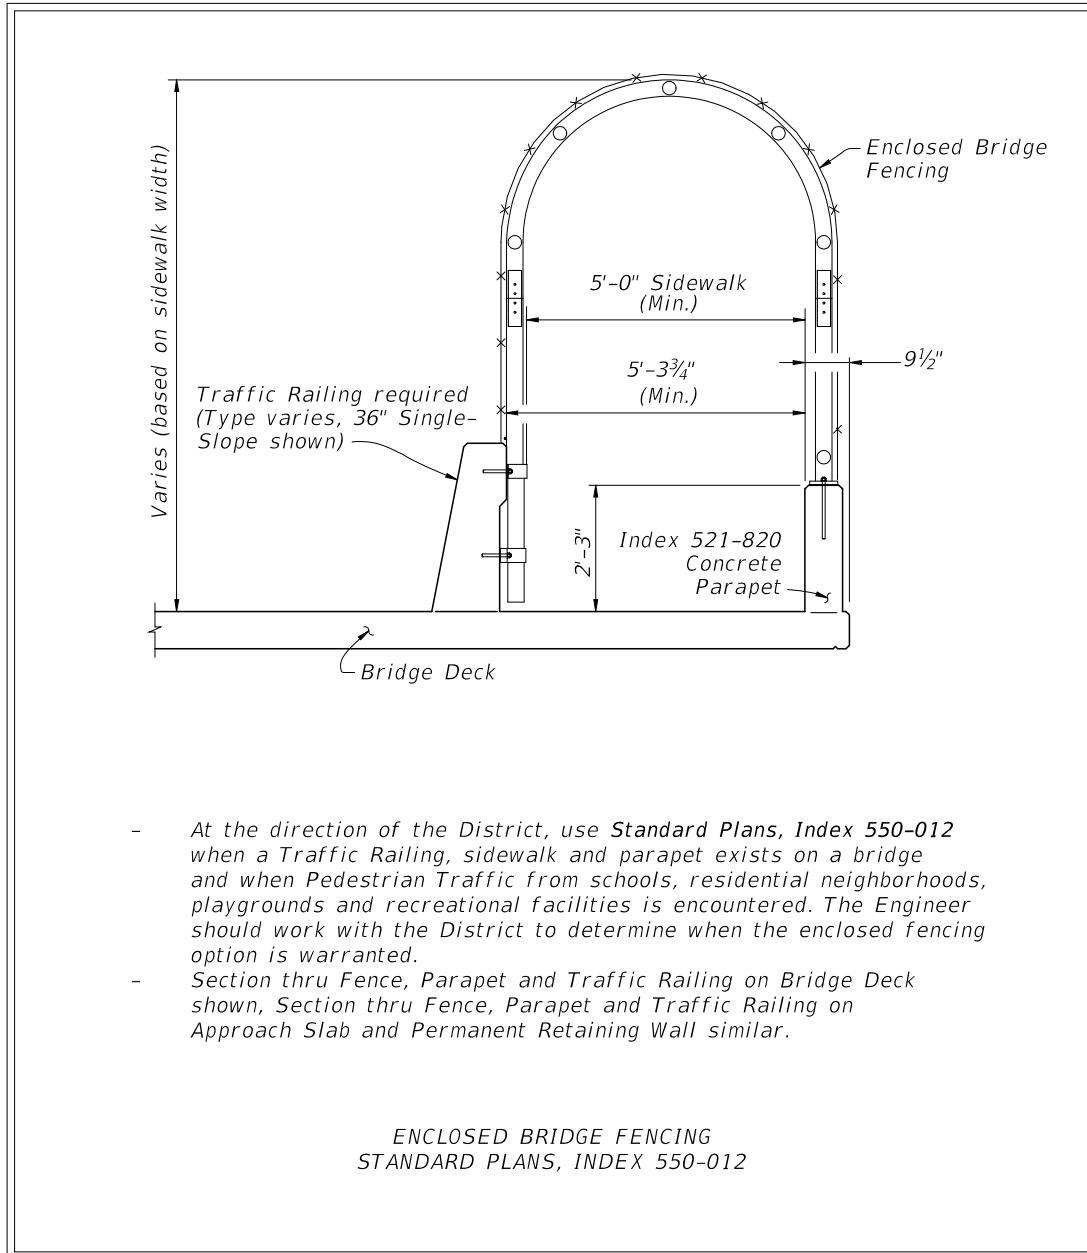 Varies (based on sidewalk width)
Enclosed Bridge
Fencing
5'-0" Sidewalk
(Min.)
5'-3¾"
(Min.)
9½"
Traffic Railing required
(Type varies, 36" Single-
Slope shown)
2'-3"
Index 521-820
Concrete
Parapet
Bridge Deck
- At the direction of the District, use Standard Plans, Index 550-012
when a Traffic Railing, sidewalk and parapet exists on a bridge
and when Pedestrian Traffic from schools, residential neighborhoods,
playgrounds and recreational facilities is encountered. The Engineer
should work with the District to determine when the enclosed fencing
option is warranted.
- Section thru Fence, Parapet and Traffic Railing on Bridge Deck
shown, Section thru Fence, Parapet and Traffic Railing on
Approach Slab and Permanent Retaining Wall similar.
ENCLOSED BRIDGE FENCING
STANDARD PLANS, INDEX 550-012